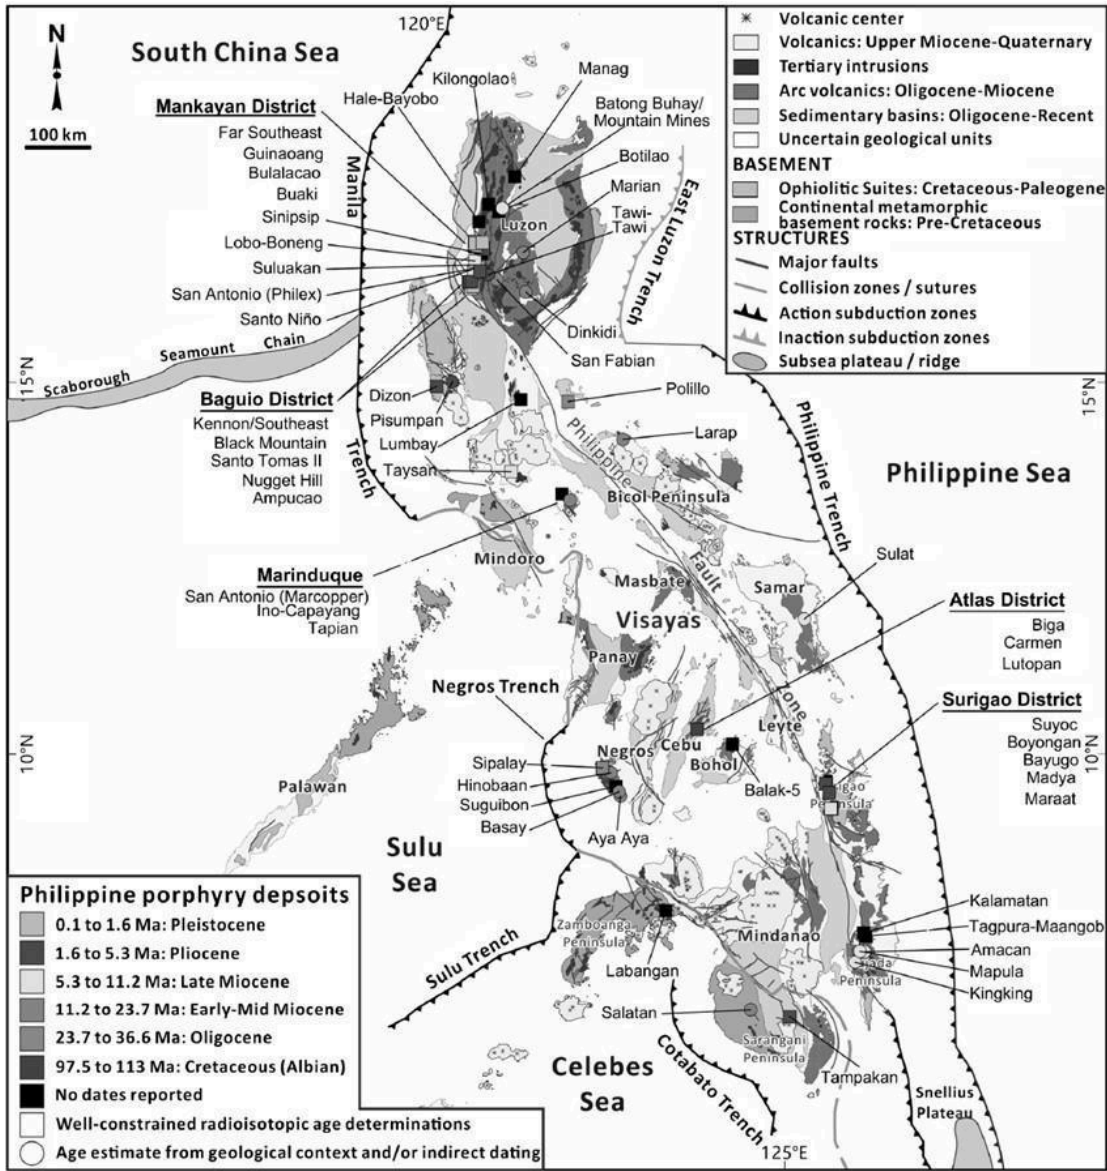 120°E
South China Sea
100 km
Mankayan District
Far Southeast
Guinaoang
Bulalacao
Buaki
Sinipsip
Lobo-Boneng
Suluakan
San Antonio (Philex)
Santo Niño
Hale-Bayobo
Kilongolao
Manag
Batong Buhay/
Mountain Mines
Botilao
Marian
Tawi-
Tawi
Luzon
Dinkidi
San Fabian
Manila
Trench
East Luzon Trench
Scaborough Seamount Chain
15°N
15°N
Baguio District
Kennon/Southeast
Black Mountain
Santo Tomas II
Nugget Hill
Ampucao
Dizon
Pisumpan
Lumbay
Taysan
Polillo
Larap
Philippine Fault Zone
Bicol Peninsula
Philippine Trench
Philippine Sea
Marinduque
San Antonio (Marcopper)
Ino-Capayang
Tapian
Mindoro
Masbate
Samar
Sulat
Visayas
Panay
Atlas District
Biga
Carmen
Lutopan
Negros Trench
Surigao District
Suyoc
Boyongan
Bayugo
Madya
Maraat
10°N
10°N
Leyte
Cebu
Negros
Bohol
Balak-5
Sipalay
Hinobaan
Suguibon
Basay
Aya Aya
Palawan
Sulu
Sea
igao
Peninsula
Zamboanga
Peninsula
Mindanao
Labangan
Sulu Trench
Kalamatan
Tagpura-Maangob
Amacan
Mapula
Kingking
ada
Peninsula
Salatan
Sarangani
Peninsula
Tampakan
Celebes
Sea
Cotabato Trench
Snellius
Plateau
125°E
Volcanic center
Volcanics: Upper Miocene-Quaternary
Tertiary intrusions
Arc volcanics: Oligocene-Miocene
Sedimentary basins: Oligocene-Recent
Uncertain geological units
BASEMENT
Ophiolitic Suites: Cretaceous-Paleogene
Continental metamorphic
basement rocks: Pre-Cretaceous
STRUCTURES
Major faults
Collision zones / sutures
Action subduction zones
Inaction subduction zones
Subsea plateau / ridge
Philippine porphyry depsoits
0.1 to 1.6 Ma: Pleistocene
1.6 to 5.3 Ma: Pliocene
5.3 to 11.2 Ma: Late Miocene
11.2 to 23.7 Ma: Early-Mid Miocene
23.7 to 36.6 Ma: Oligocene
97.5 to 113 Ma: Cretaceous (Albian)
No dates reported
Well-constrained radioisotopic age determinations
Age estimate from geological context and/or indirect dating